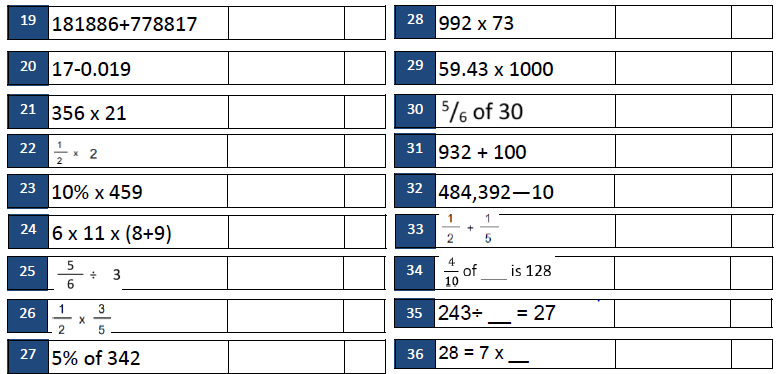 19 181886+778817
20 17-0.019
21 356 x 21
22 1/2 x 2
23 10% x 459
24 6 x 11 x (8+9)
25 5/6 ÷ 3
26 1/2 x 3/5
27 5% of 342
28 992 x 73
29 59.43 x 1000
30 5/6 of 30
31 932 + 100
32 484,392—10
33 1/2 + 1/5
34 4/10 of __ is 128
35 243÷ __ = 27
36 28 = 7 x __